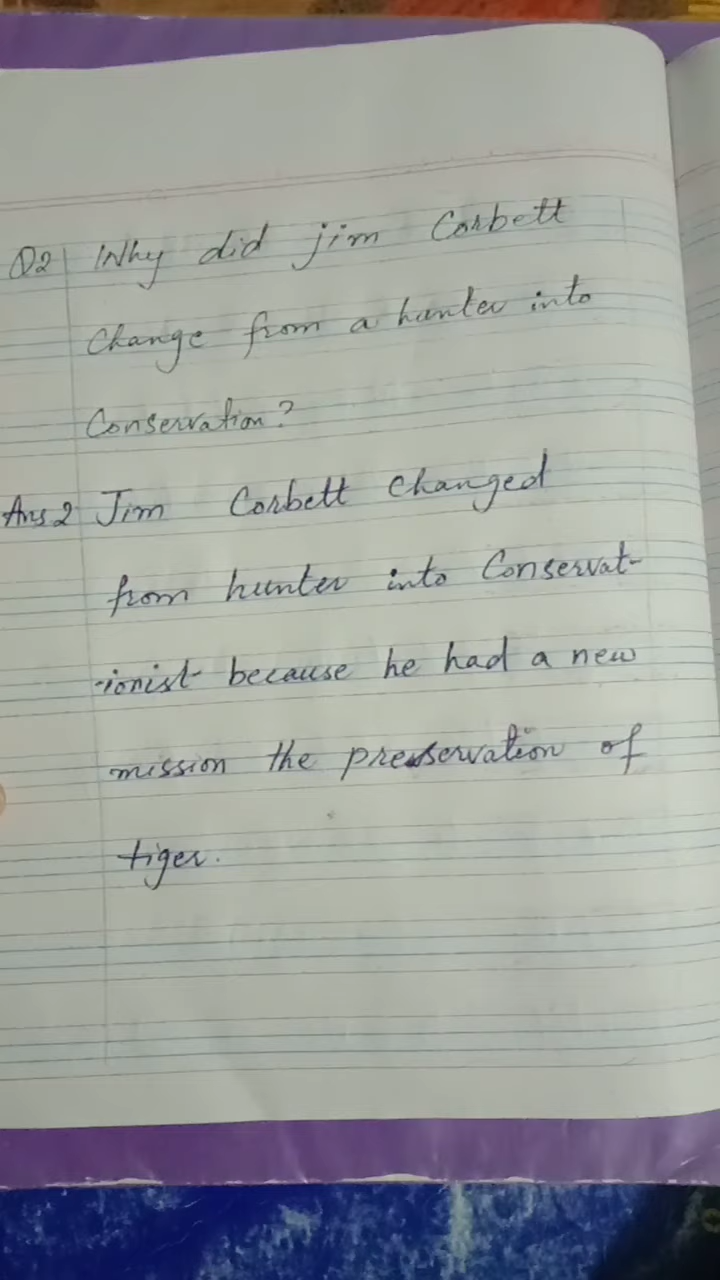 Q2 Why did jim Corbett
Change from a hunter into
Conservation?
Ans 2 Jim Corbett changed
from hunter into Conservat-
-ionist because he had a new
mission the preservation of
tiger.